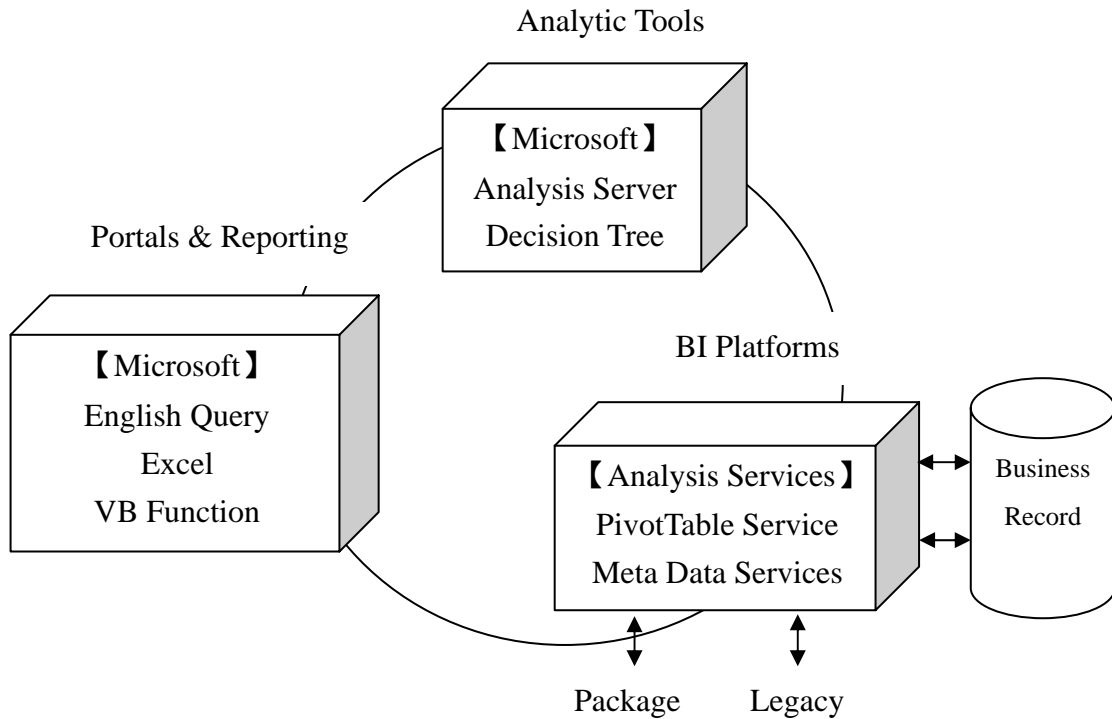 Analytic Tools
【Microsoft】
Analysis Server
Decision Tree
Portals & Reporting
【Microsoft】
English Query
Excel
VB Function
BI Platforms
【Analysis Services】
PivotTable Service
Meta Data Services
Business
Record
Package
Legacy